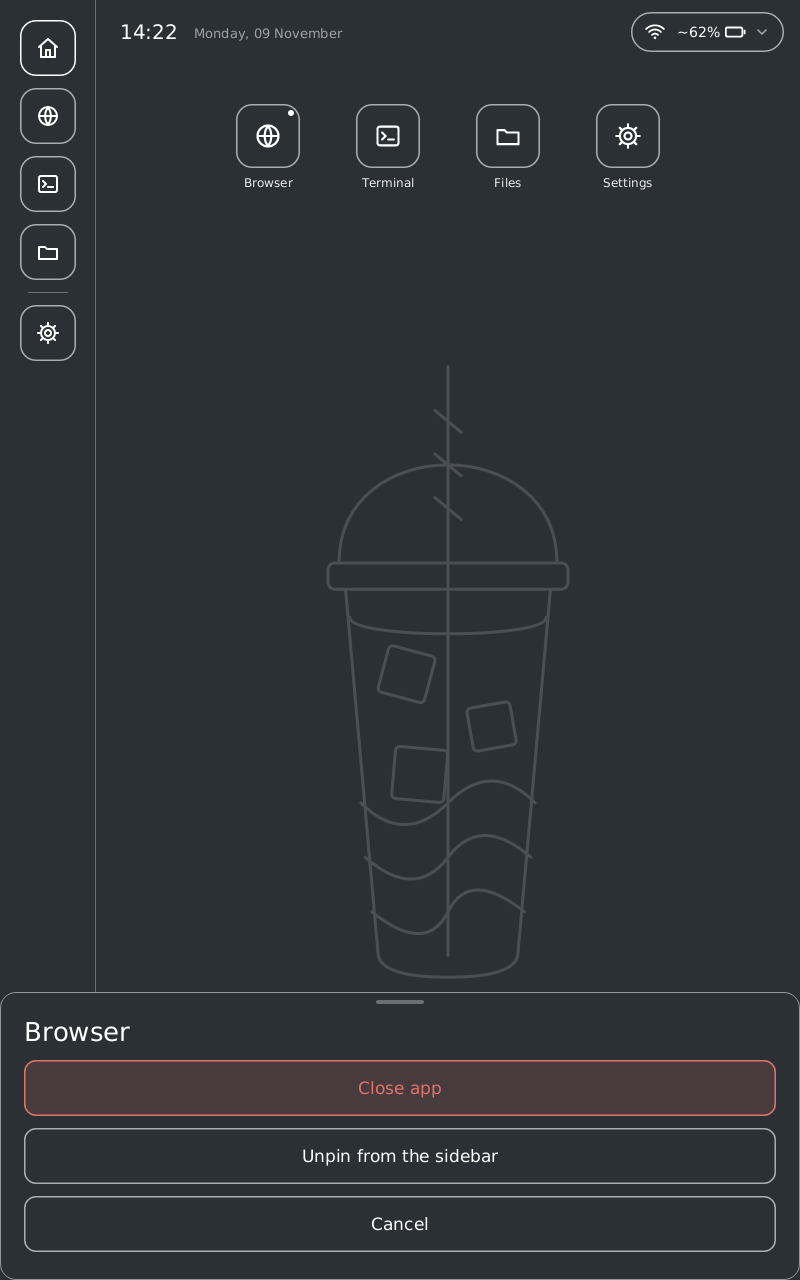 14:22 Monday, 09 November ~62%
Browser Terminal Files Settings
Browser
Close app
Unpin from the sidebar
Cancel